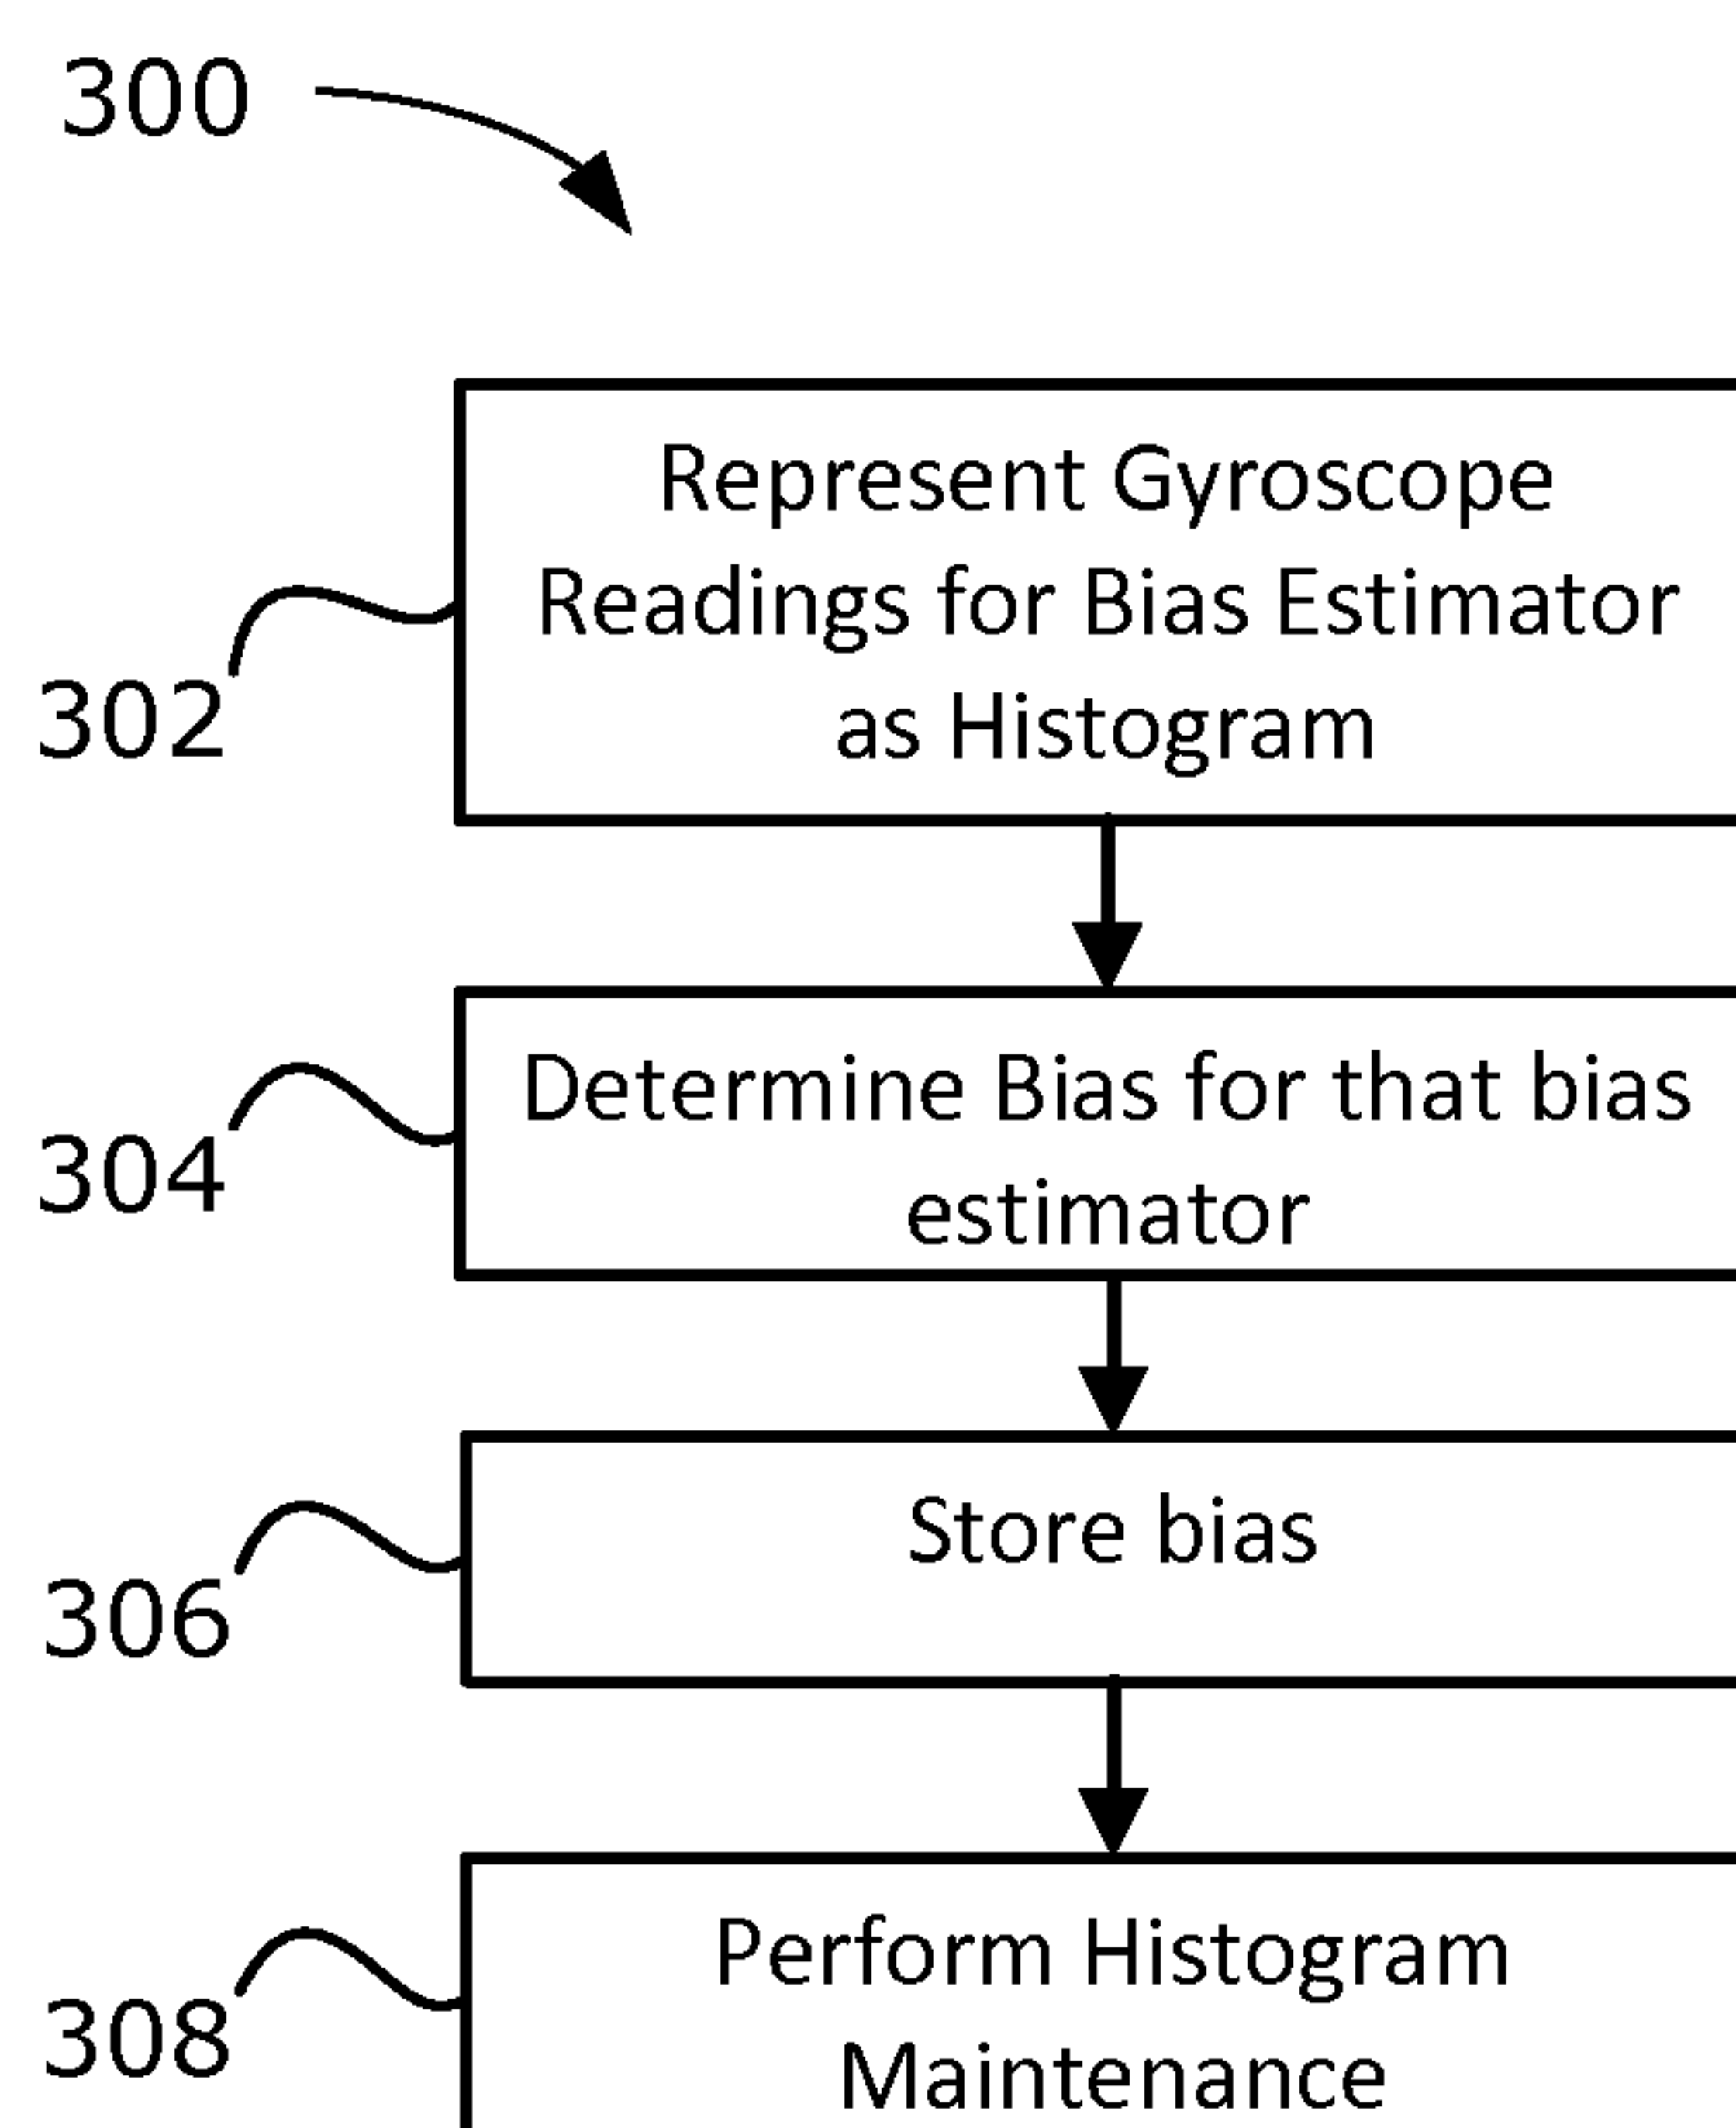 300
Represent Gyroscope
Readings for Bias Estimator
as Histogram
302
Determine Bias for that bias
estimator
304
Store bias
306
Perform Histogram
Maintenance
308